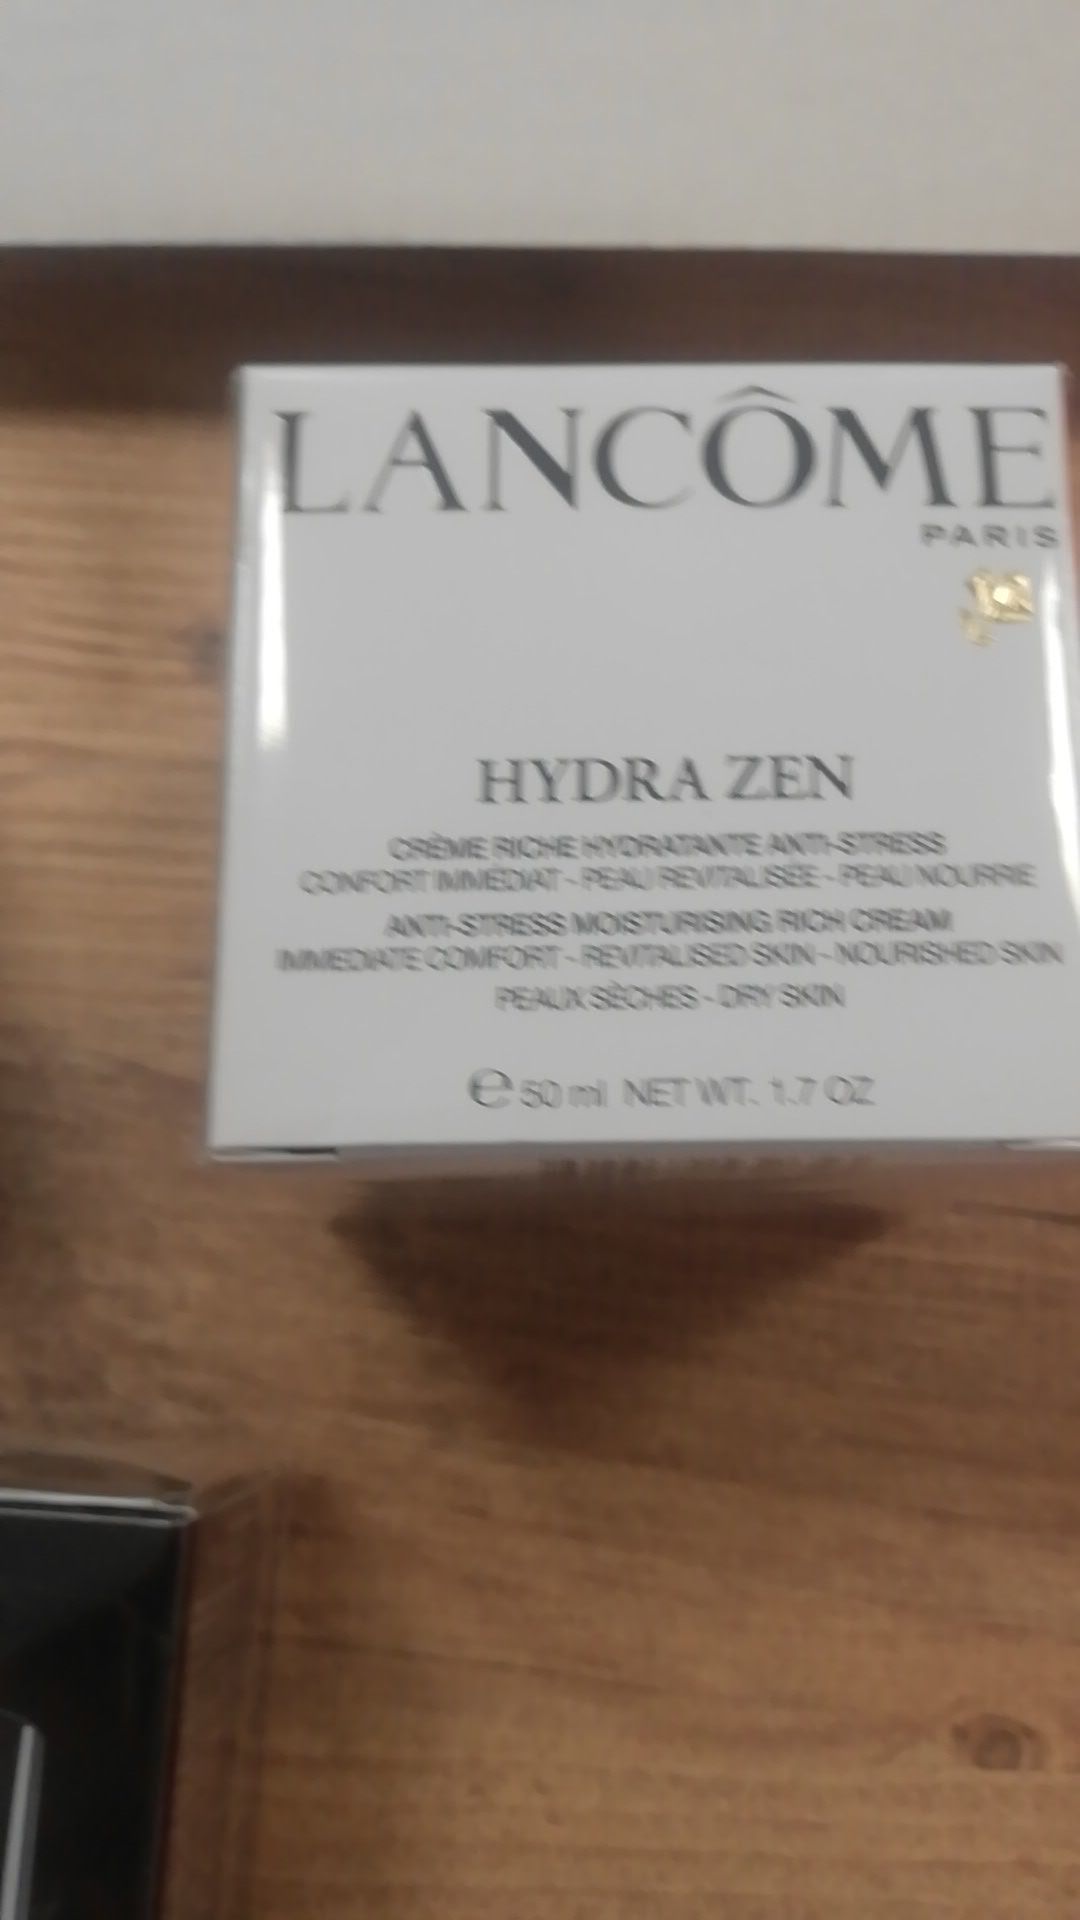 LANCÔME
PARIS
HYDRA ZEN
CRÈME RICHE HYDRATANTE ANTI-STRESS
CONFORT IMMÉDIAT - PEAU REVITALISÉE - PEAU NOURRIE
ANTI-STRESS MOISTURISING RICH CREAM
IMMEDIATE COMFORT - REVITALISED SKIN - NOURISHED SKIN
PEAUX SÈCHES - DRY SKIN
e 50 ml NET WT. 1.7 OZ